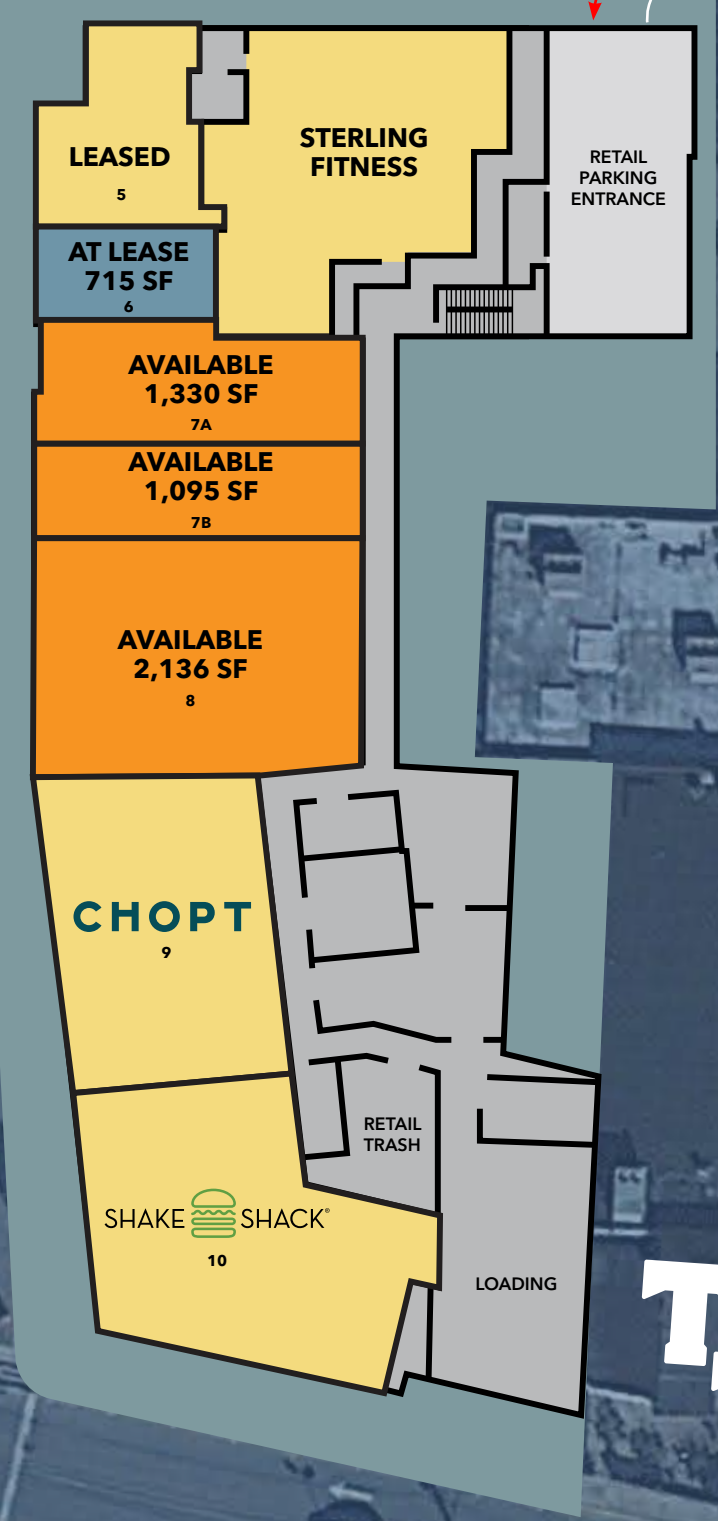 STERLING
FITNESS
LEASED
5
RETAIL
PARKING
ENTRANCE
AT LEASE
715 SF
6
AVAILABLE
1,330 SF
7A
AVAILABLE
1,095 SF
7B
AVAILABLE
2,136 SF
8
CHOPT
9
RETAIL
TRASH
SHAKE SHACK®
10
LOADING